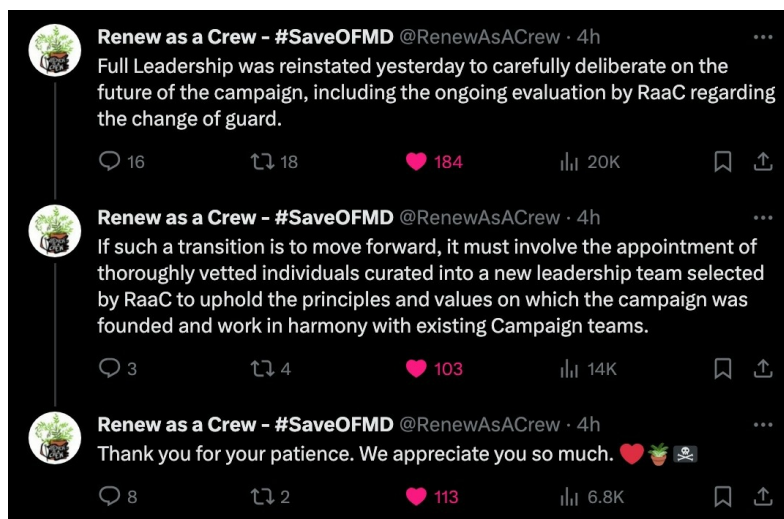 Renew as a Crew - #SaveOFMD @RenewAsACrew · 4h
Full Leadership was reinstated yesterday to carefully deliberate on the
future of the campaign, including the ongoing evaluation by RaaC regarding
the change of guard.
16 18 184 20K
Renew as a Crew - #SaveOFMD @RenewAsACrew · 4h
If such a transition is to move forward, it must involve the appointment of
thoroughly vetted individuals curated into a new leadership team selected
by RaaC to uphold the principles and values on which the campaign was
founded and work in harmony with existing Campaign teams.
3 4 103 14K
Renew as a Crew - #SaveOFMD @RenewAsACrew · 4h
Thank you for your patience. We appreciate you so much. ❤️🪴🏴‍☠️
8 2 113 6.8K